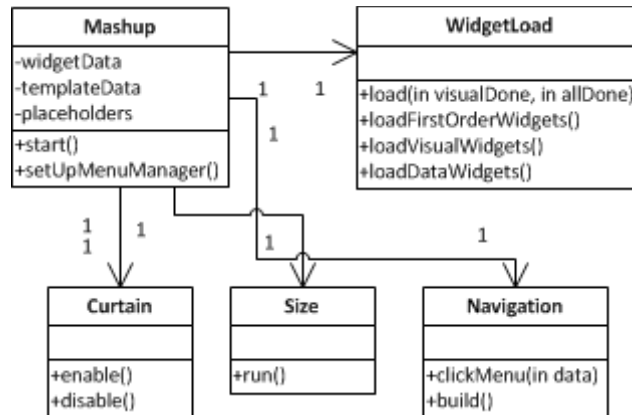 Mashup
-widgetData
-templateData
-placeholders
+start()
+setUpMenuManager()
WidgetLoad
+load(in visualDone, in allDone)
+loadFirstOrderWidgets()
+loadVisualWidgets()
+loadDataWidgets()
1
1
1
1
1
1
1
1
Curtain
+enable()
+disable()
Size
+run()
Navigation
+clickMenu(in data)
+build()